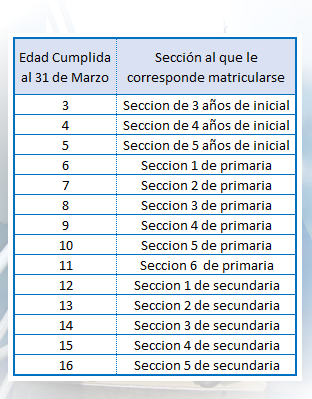 Edad Cumplida Sección al que le
al 31 de Marzo corresponde matricularse
3 Seccion de 3 años de inicial
4 Seccion de 4 años de inicial
5 Seccion de 5 años de inicial
6 Seccion 1 de primaria
7 Seccion 2 de primaria
8 Seccion 3 de primaria
9 Seccion 4 de primaria
10 Seccion 5 de primaria
11 Seccion 6 de primaria
12 Seccion 1 de secundaria
13 Seccion 2 de secundaria
14 Seccion 3 de secundaria
15 Seccion 4 de secundaria
16 Seccion 5 de secundaria